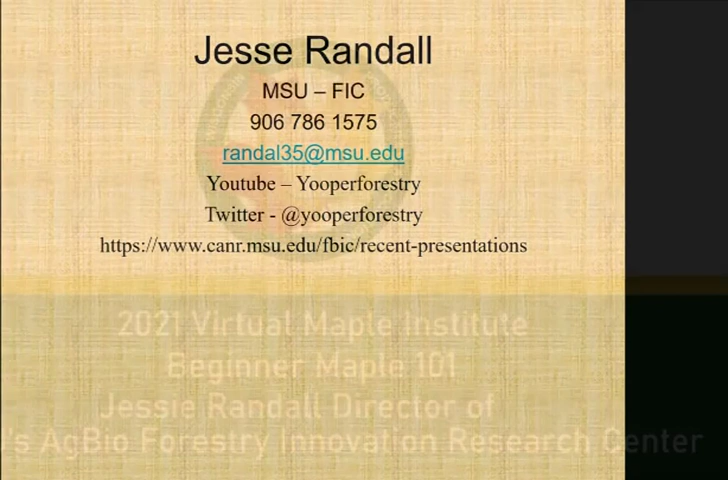 Jesse Randall
MSU – FIC
906 786 1575
randal35@msu.edu
Youtube – Yooperforestry
Twitter - @yooperforestry
https://www.canr.msu.edu/fbic/recent-presentations
2021 Virtual Maple Institute
Beginner Maple 101
Jessie Randall Director of
's AgBio Forestry Innovation Research Center